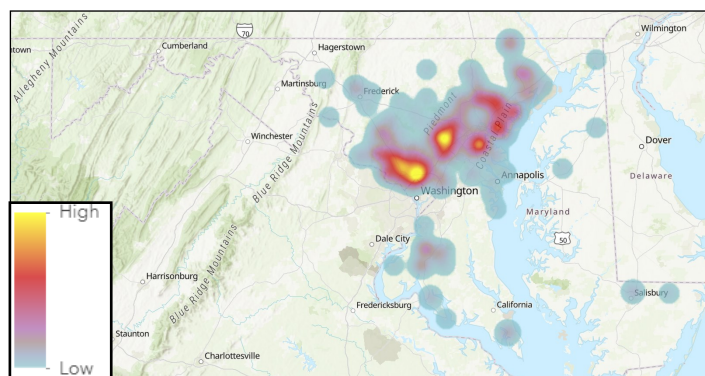 70
Wilmington
Cumberland
ntown
Hagerstown
Allegheny Mountains
Martinsburg
Frederick
Piedmont
Coastal Plain
Winchester
Dover
Blue Ridge Mountains
Annapolis
Delaware
Washington
Maryland
High
Dale City
50
Blue Ridge Mountains
Harrisonburg
Salisbury
Fredericksburg
California
Staunton
Charlottesville
Low